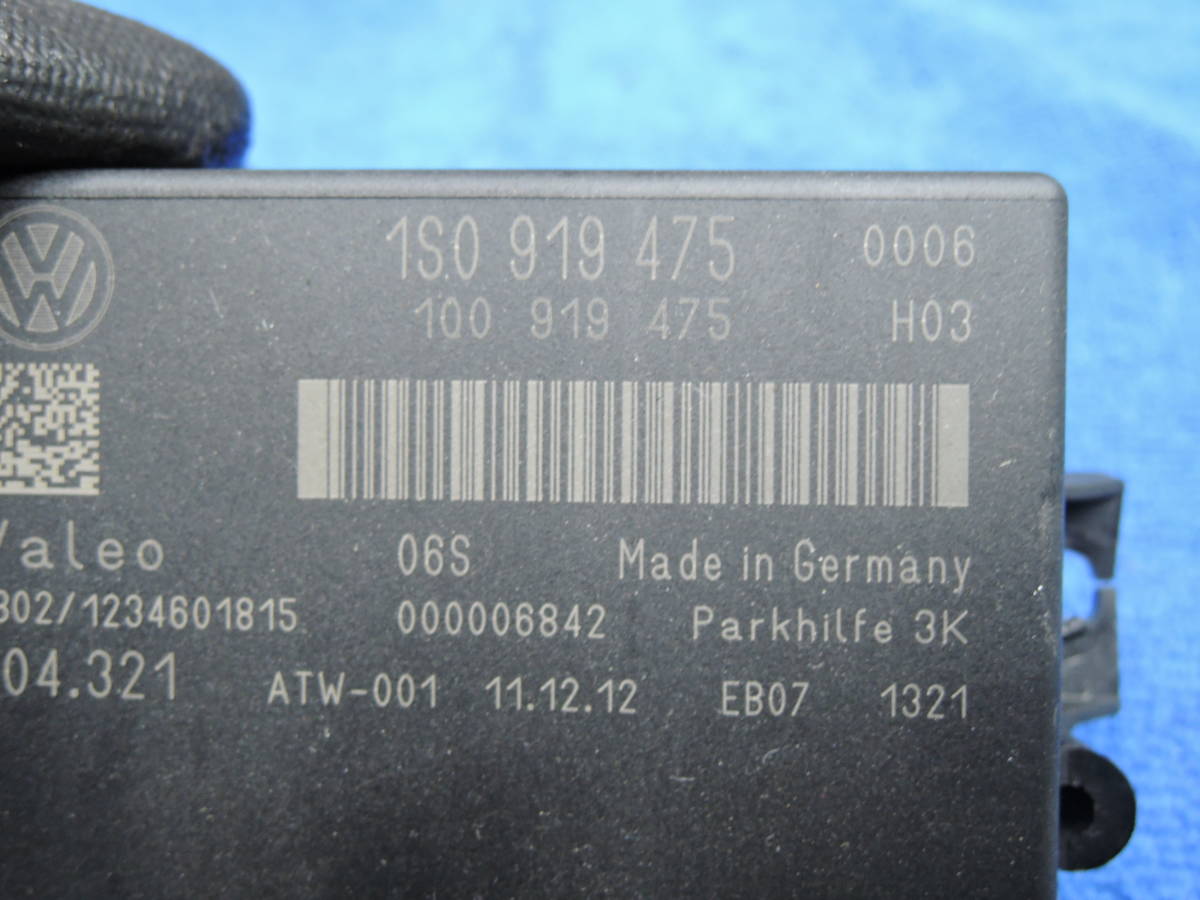 1S0 919 475 0006
1Q0 919 475 H03
Valeo 06S Made in Germany
802/1234601815 000006842 Parkhilfe 3K
04.321 ATW-001 11.12.12 EB07 1321